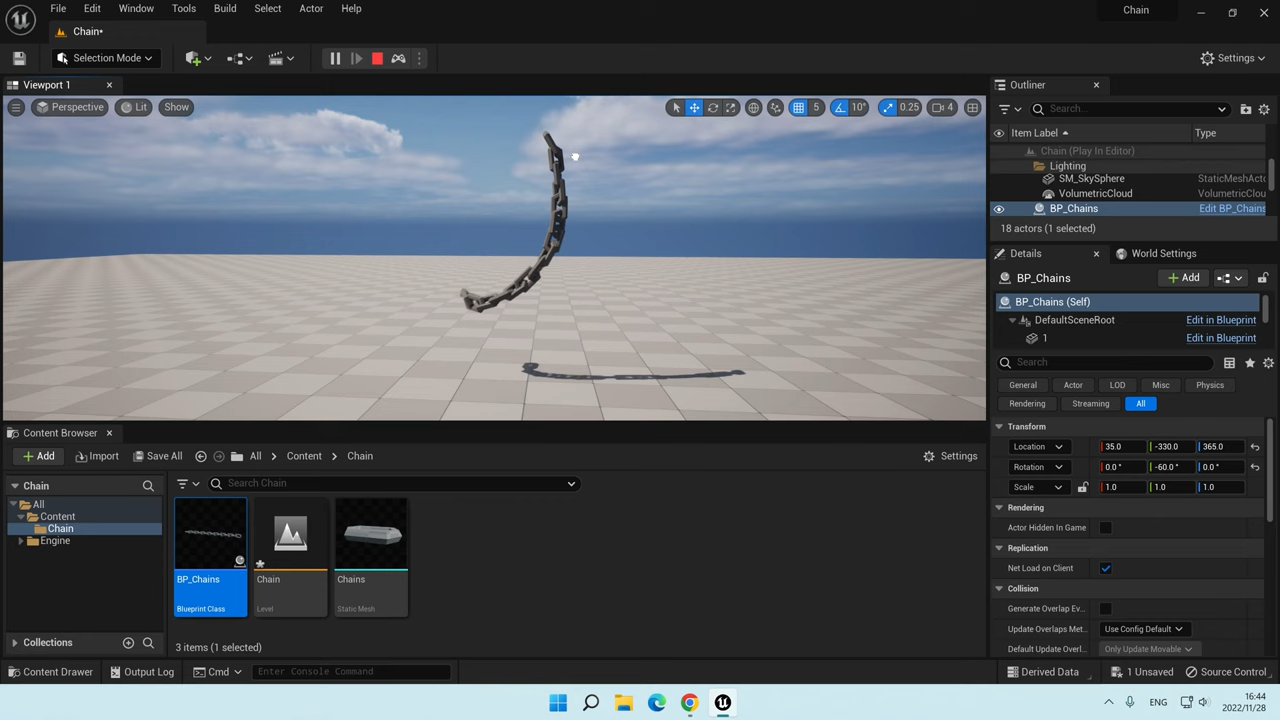 File Edit Window Tools Build Select Actor Help
Chain
Chain•
Selection Mode
Settings
Viewport 1
Perspective Lit Show
5 10° 0.25 4
Outliner
Search...
Item Label Type
Chain (Play In Editor)
Lighting
SM_SkySphere StaticMeshActo
VolumetricCloud VolumetricClou
BP_Chains Edit BP_Chains
18 actors (1 selected)
Details World Settings
BP_Chains Add
BP_Chains (Self)
DefaultSceneRoot Edit in Blueprint
1 Edit in Blueprint
Search
General Actor LOD Misc Physics
Rendering Streaming All
Transform
Location 35.0 -330.0 365.0
Rotation 0.0 ° -60.0 ° 0.0 °
Scale 1.0 1.0 1.0
Rendering
Actor Hidden In Game
Replication
Net Load on Client
Collision
Generate Overlap Ev...
Update Overlaps Met... Use Config Default
Default Update Overl... Only Update Movable
Content Browser
Add Import Save All All Content Chain Settings
Chain
All
Content
Chain
Engine
Collections
Search Chain
BP_Chains
Blueprint Class
Chain
Level
Chains
Static Mesh
3 items (1 selected)
Content Drawer Output Log Cmd Enter Console Command Derived Data 1 Unsaved Source Control
ENG
16:44
2022/11/28